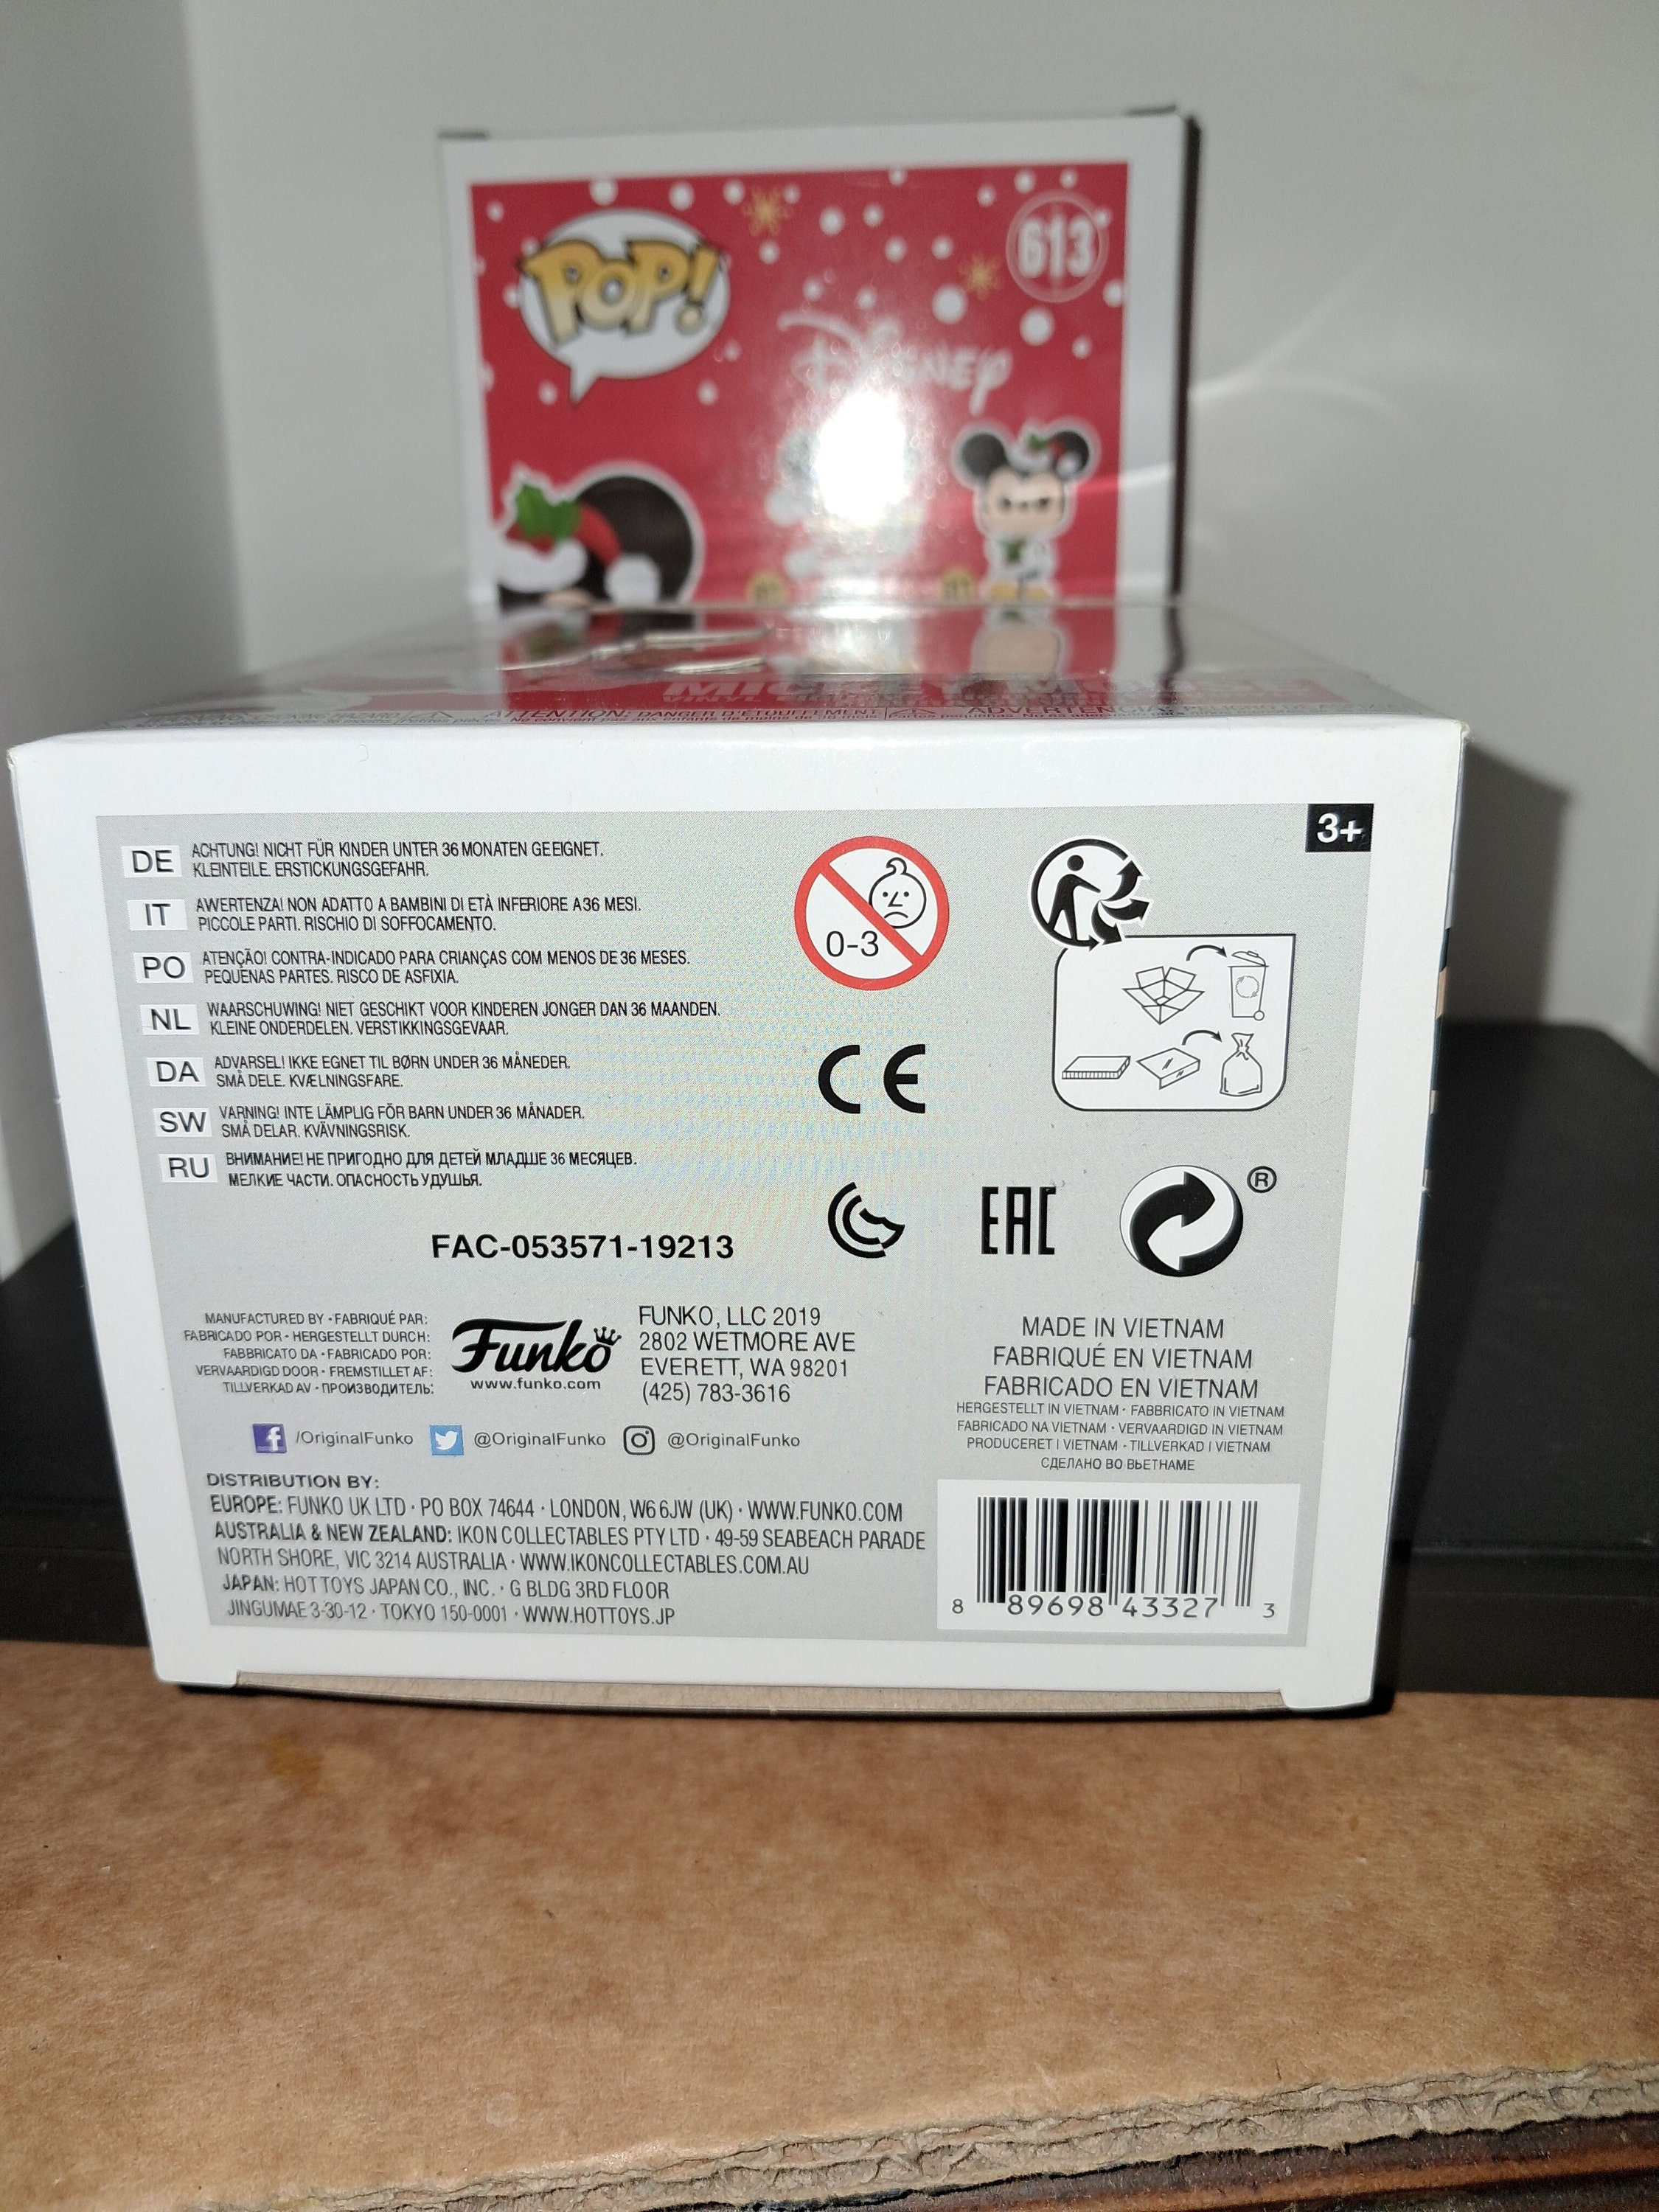 POP!
613
Disney
ATTENTION: DANGER D'ÉTOUFFEMENT
3+
DE ACHTUNG! NICHT FÜR KINDER UNTER 36 MONATEN GEEIGNET.
KLEINTEILE. ERSTICKUNGSGEFAHR.
IT AVVERTENZA! NON ADATTO A BAMBINI DI ETÀ INFERIORE A 36 MESI.
PICCOLE PARTI. RISCHIO DI SOFFOCAMENTO.
PO ATENÇÃO! CONTRA-INDICADO PARA CRIANÇAS COM MENOS DE 36 MESES.
PEQUENAS PARTES. RISCO DE ASFIXIA.
NL WAARSCHUWING! NIET GESCHIKT VOOR KINDEREN JONGER DAN 36 MAANDEN.
KLEINE ONDERDELEN. VERSTIKKINGSGEVAAR.
DA ADVARSEL! IKKE EGNET TIL BØRN UNDER 36 MÅNEDER.
SMÅ DELE. KVÆLNINGSFARE.
SW VARNING! INTE LÄMPLIG FÖR BARN UNDER 36 MÅNADER.
SMÅ DELAR. KVÄVNINGSRISK.
RU ВНИМАНИЕ! НЕ ПРИГОДНО ДЛЯ ДЕТЕЙ МЛАДШЕ 36 МЕСЯЦЕВ.
МЕЛКИЕ ЧАСТИ. ОПАСНОСТЬ УДУШЬЯ.
0-3
CE
EAC
®
FAC-053571-19213
MANUFACTURED BY · FABRIQUÉ PAR:
FABRICADO POR · HERGESTELLT DURCH:
FABBRICATO DA · FABRICADO POR:
VERVAARDIGD DOOR · FREMSTILLET AF:
TILLVERKAD AV · ПРОИЗВОДИТЕЛЬ:
Funko
www.funko.com
FUNKO, LLC 2019
2802 WETMORE AVE
EVERETT, WA 98201
(425) 783-3616
/OriginalFunko @OriginalFunko @OriginalFunko
MADE IN VIETNAM
FABRIQUÉ EN VIETNAM
FABRICADO EN VIETNAM
HERGESTELLT IN VIETNAM · FABBRICATO IN VIETNAM
FABRICADO NA VIETNAM · VERVAARDIGD IN VIETNAM
PRODUCERET I VIETNAM · TILLVERKAD I VIETNAM
СДЕЛАНО ВО ВЬЕТНАМЕ
DISTRIBUTION BY:
EUROPE: FUNKO UK LTD · PO BOX 74644 · LONDON, W6 6JW (UK) · WWW.FUNKO.COM
AUSTRALIA & NEW ZEALAND: IKON COLLECTABLES PTY LTD · 49-59 SEABEACH PARADE
NORTH SHORE, VIC 3214 AUSTRALIA · WWW.IKONCOLLECTABLES.COM.AU
JAPAN: HOT TOYS JAPAN CO., INC. · G BLDG 3RD FLOOR
JINGUMAE 3-30-12 · TOKYO 150-0001 · WWW.HOTTOYS.JP
8 89698 43327 3